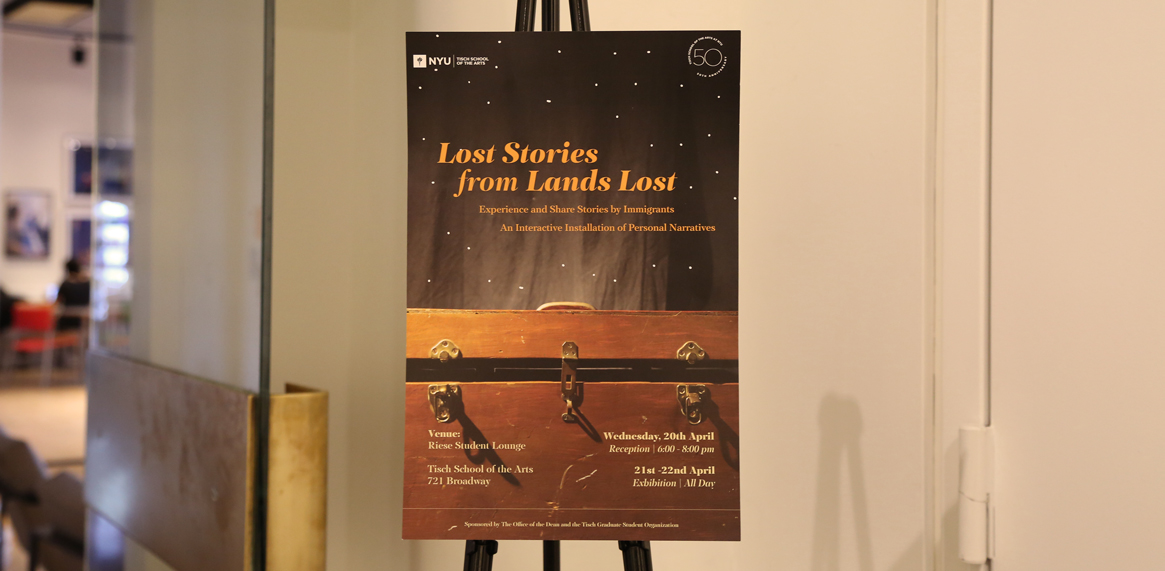 NYU TISCH SCHOOL
OF THE ARTS
50
Lost Stories
from Lands Lost
Experience and Share Stories by Immigrants
An Interactive Installation of Personal Narratives
Venue:
Riese Student Lounge
Tisch School of the Arts
721 Broadway
Wednesday, 20th April
Reception | 6:00 - 8:00 pm
21st -22nd April
Exhibition | All Day
Sponsored by The Office of the Dean and the Tisch Graduate Student Organization